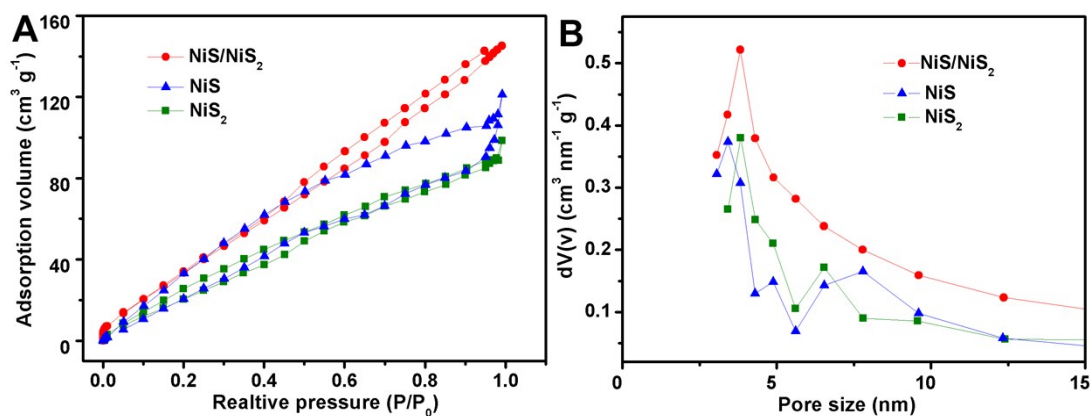 A
160
120
80
40
0
Adsorption volume (cm³ g⁻¹)
NiS/NiS₂
NiS
NiS₂
0.0 0.2 0.4 0.6 0.8 1.0
Realtive pressure (P/P₀)
B
0.5
0.4
0.3
0.2
0.1
dV(v) (cm³ nm⁻¹ g⁻¹)
NiS/NiS₂
NiS
NiS₂
0 5 10 15
Pore size (nm)